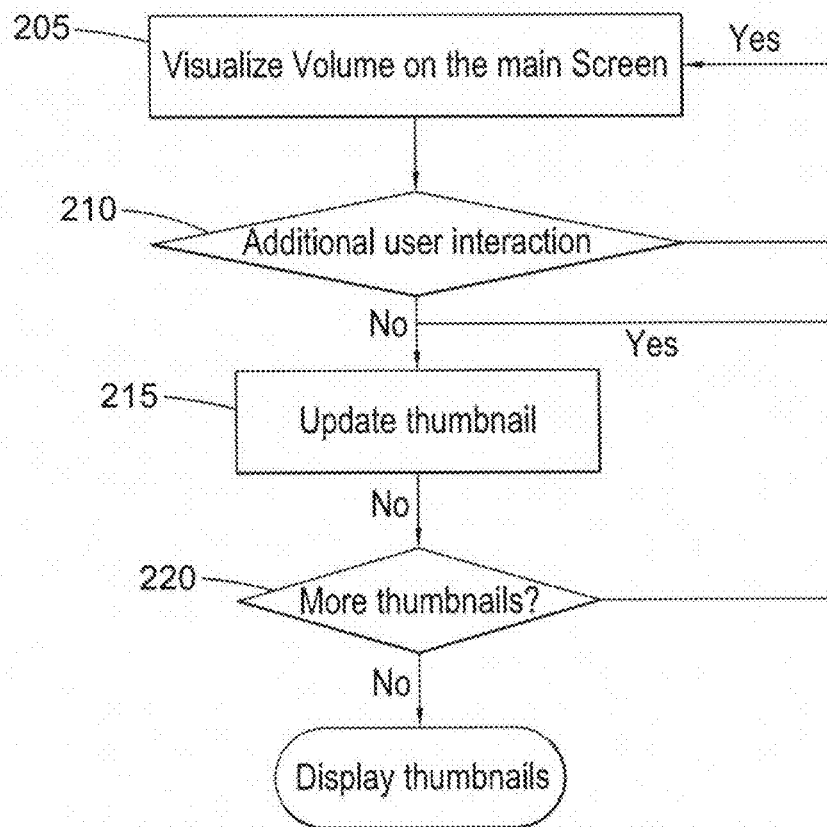 205
Visualize Volume on the main Screen
Yes
210
Additional user interaction
No
Yes
215
Update thumbnail
No
220
More thumbnails?
No
Display thumbnails